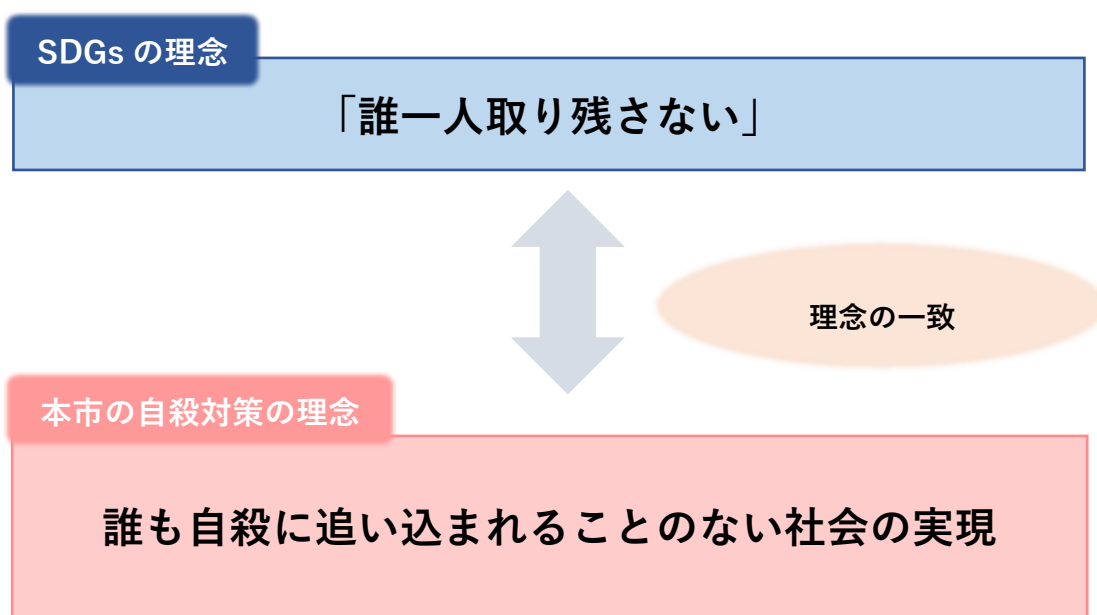 SDGs の理念
「誰一人取り残さない」
理念の一致
本市の自殺対策の理念
誰も自殺に追い込まれることのない社会の実現